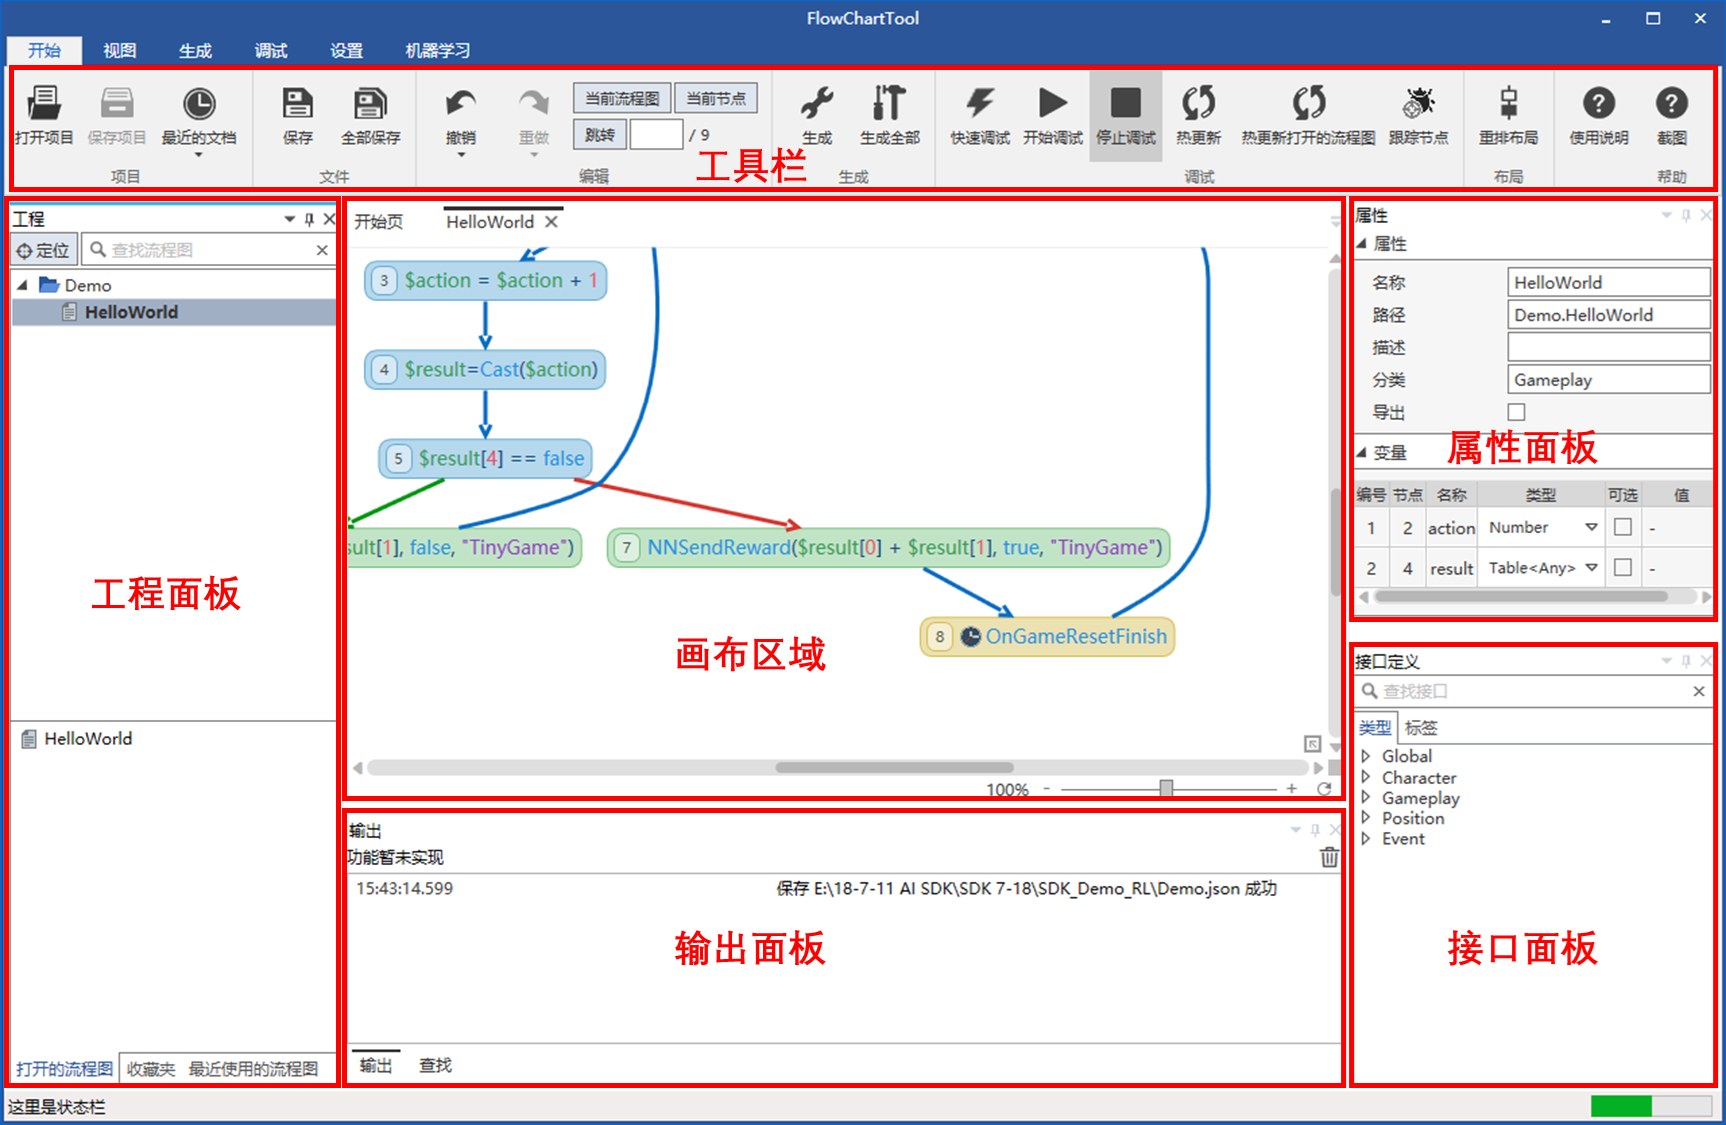 FlowChartTool
开始 视图 生成 调试 设置 机器学习
打开项目 保存项目 最近的文档
项目
保存 全部保存
文件
撤销 重做
当前流程图 当前节点
跳转 / 9
编辑
工具栏
生成 生成全部
生成
快速调试 开始调试 停止调试 热更新 热更新打开的流程图 跟踪节点
调试
重排布局
布局
使用说明 截图
帮助
工程
定位 查找流程图
Demo
HelloWorld
工程面板
HelloWorld
打开的流程图 收藏夹 最近使用的流程图
开始页 HelloWorld
3 $action = $action + 1
4 $result=Cast($action)
5 $result[4] == false
sult[1], false, "TinyGame")
7 NNSendReward($result[0] + $result[1], true, "TinyGame")
8 OnGameResetFinish
画布区域
100% - +
输出
功能暂未实现
15:43:14.599 保存 E:\18-7-11 AI SDK\SDK 7-18\SDK_Demo_RL\Demo.json 成功
输出面板
输出 查找
属性
属性
名称 HelloWorld
路径 Demo.HelloWorld
描述
分类 Gameplay
导出
属性面板
变量
编号 节点 名称 类型 可选 值
1 2 action Number -
2 4 result Table<Any> -
接口定义
查找接口
类型 标签
Global
Character
Gameplay
Position
Event
接口面板
这里是状态栏